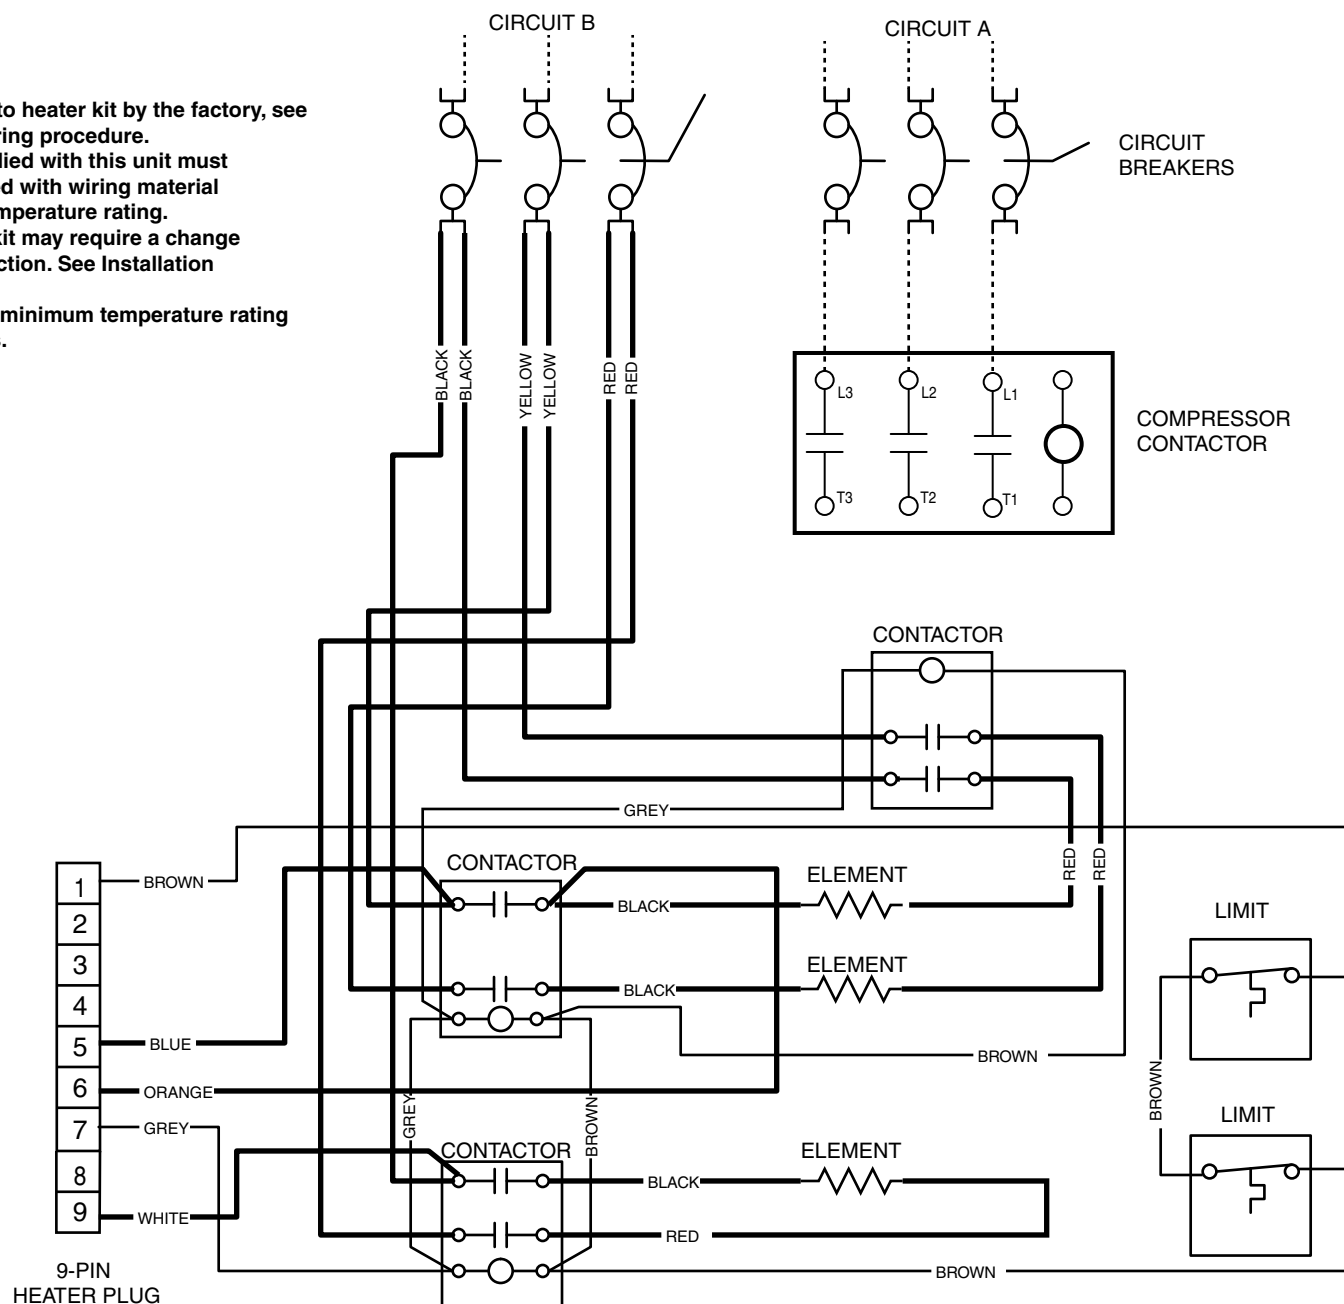 CIRCUIT B
CIRCUIT A
to heater kit by the factory, see
ring procedure.
lied with this unit must
d with wiring material
mperature rating.
kit may require a change
ction. See Installation
minimum temperature rating
CIRCUIT
BREAKERS
BLACK
BLACK
YELLOW
YELLOW
RED
RED
L3
L2
L1
T3
T2
T1
COMPRESSOR
CONTACTOR
CONTACTOR
GREY
RED
RED
1
2
3
4
5
6
7
8
9
BROWN
BLUE
ORANGE
GREY
WHITE
9-PIN
HEATER PLUG
CONTACTOR
BLACK
ELEMENT
BLACK
ELEMENT
BROWN
GREY
BROWN
CONTACTOR
BLACK
ELEMENT
RED
BROWN
LIMIT
BROWN
LIMIT